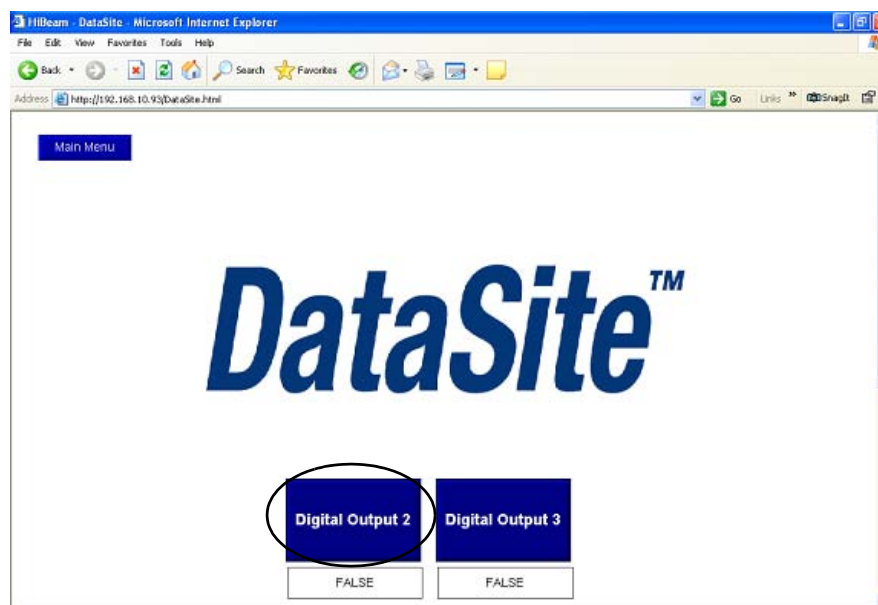 HiBeam - DataSite - Microsoft Internet Explorer
File Edit View Favorites Tools Help
Back Search Favorites
Address http://192.168.10.93/DataSite.html Go Links » SnagIt
Main Menu
DataSite™
Digital Output 2 Digital Output 3
FALSE FALSE